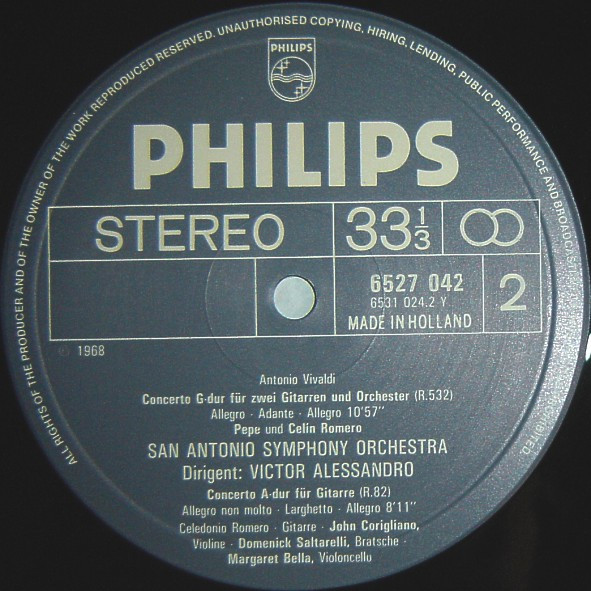 ALL RIGHTS OF THE PRODUCER AND OF THE OWNER OF THE WORK REPRODUCED RESERVED. UNAUTHORISED COPYING, HIRING, LENDING, PUBLIC PERFORMANCE AND BROADCASTING
PROHIBITED.
PHILIPS
PHILIPS
STEREO
33 1/3
6527 042
6531 024.2 Y
MADE IN HOLLAND
2
℗ 1968
Antonio Vivaldi
Concerto G-dur für zwei Gitarren und Orchester (R.532)
Allegro · Adante · Allegro 10'57"
Pepe und Celin Romero
SAN ANTONIO SYMPHONY ORCHESTRA
Dirigent: VICTOR ALESSANDRO
Concerto A-dur für Gitarre (R.82)
Allegro non molto · Larghetto · Allegro 8'11"
Celedonio Romero · Gitarre · John Corigliano,
Violine · Domenick Saltarelli, Bratsche ·
Margaret Bella, Violoncello